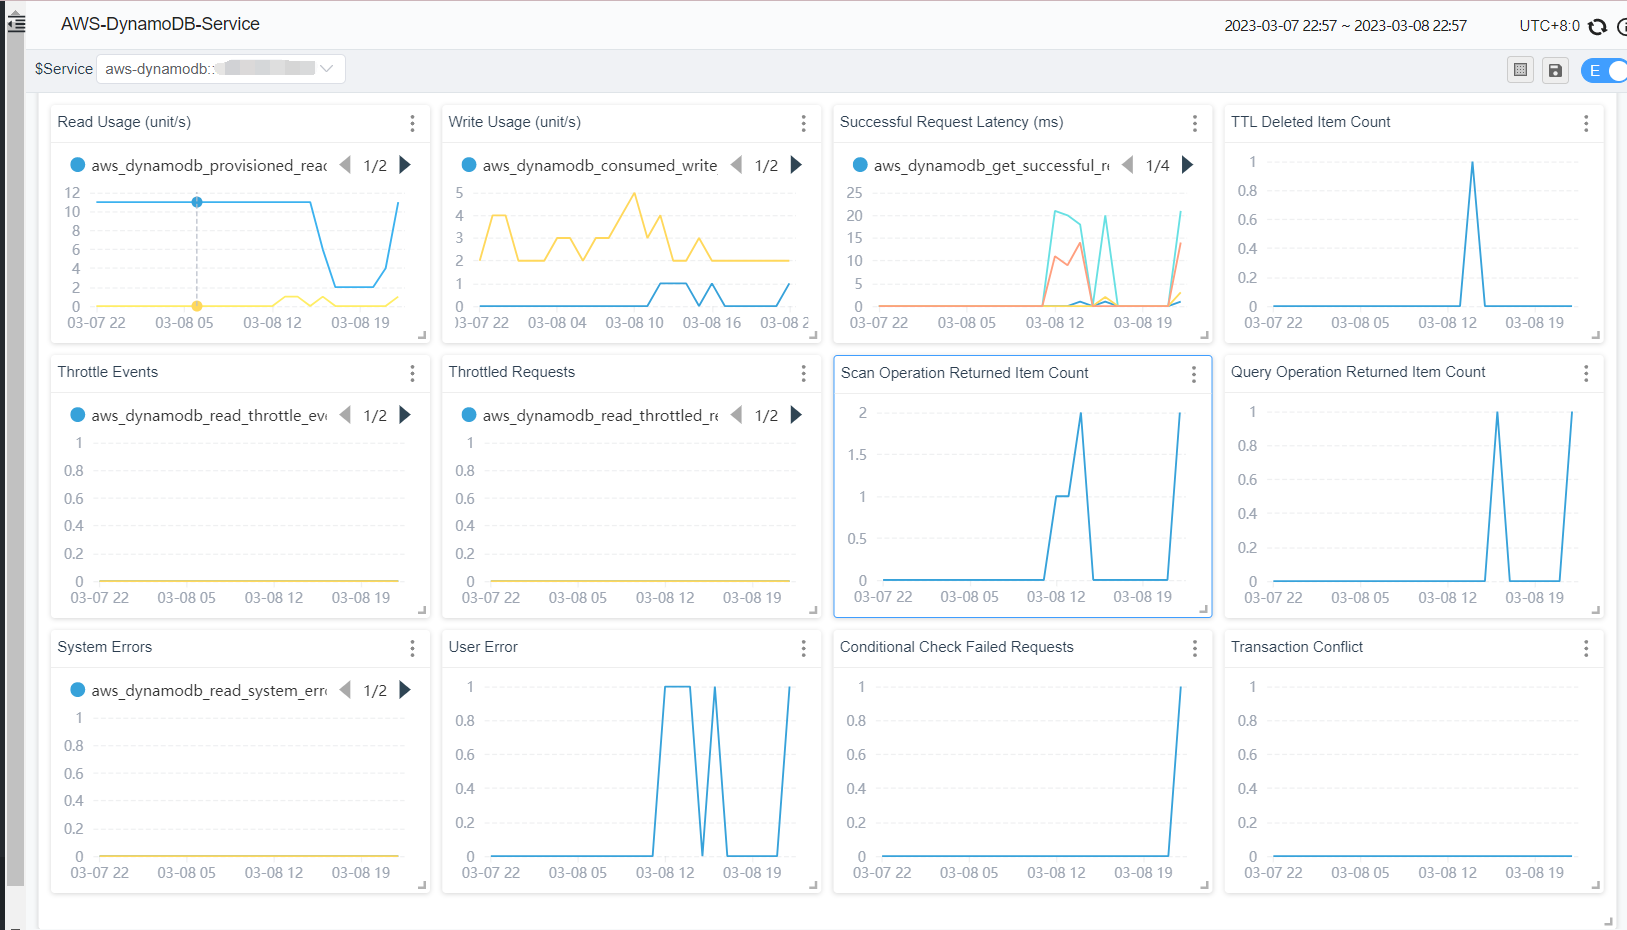 AWS-DynamoDB-Service
2023-03-07 22:57 ~ 2023-03-08 22:57
UTC+8:0
$Service
aws-dynamodb::
E
Read Usage (unit/s)
aws_dynamodb_provisioned_read
1/2
12
10
8
6
4
2
0
03-07 22 03-08 05 03-08 12 03-08 19
Write Usage (unit/s)
aws_dynamodb_consumed_write
1/2
5
4
3
2
1
0
03-07 22 03-08 04 03-08 10 03-08 16 03-08 2
Successful Request Latency (ms)
aws_dynamodb_get_successful_re
1/4
25
20
15
10
5
0
03-07 22 03-08 05 03-08 12 03-08 19
TTL Deleted Item Count
1
0.8
0.6
0.4
0.2
0
03-07 22 03-08 05 03-08 12 03-08 19
Throttle Events
aws_dynamodb_read_throttle_eve
1/2
1
0.8
0.6
0.4
0.2
0
03-07 22 03-08 05 03-08 12 03-08 19
Throttled Requests
aws_dynamodb_read_throttled_re
1/2
1
0.8
0.6
0.4
0.2
0
03-07 22 03-08 05 03-08 12 03-08 19
Scan Operation Returned Item Count
2
1.5
1
0.5
0
03-07 22 03-08 05 03-08 12 03-08 19
Query Operation Returned Item Count
1
0.8
0.6
0.4
0.2
0
03-07 22 03-08 05 03-08 12 03-08 19
System Errors
aws_dynamodb_read_system_erro
1/2
1
0.8
0.6
0.4
0.2
0
03-07 22 03-08 05 03-08 12 03-08 19
User Error
1
0.8
0.6
0.4
0.2
0
03-07 22 03-08 05 03-08 12 03-08 19
Conditional Check Failed Requests
1
0.8
0.6
0.4
0.2
0
03-07 22 03-08 05 03-08 12 03-08 19
Transaction Conflict
1
0.8
0.6
0.4
0.2
0
03-07 22 03-08 05 03-08 12 03-08 19